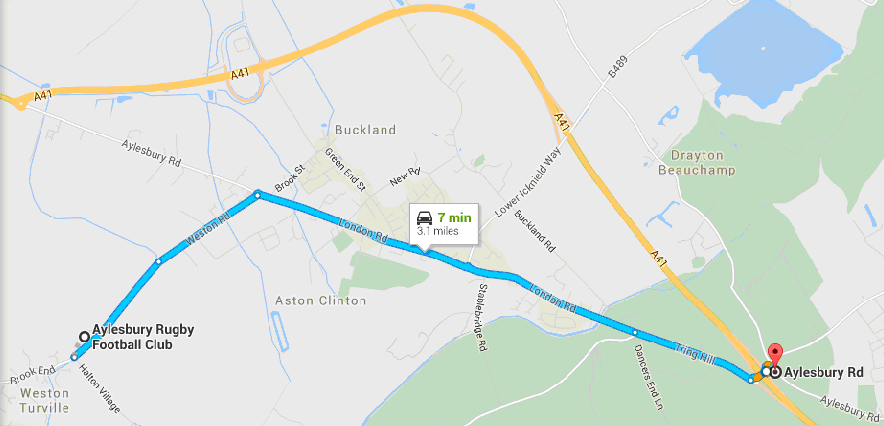 A41
A41
A41
B489
Aylesbury Rd
Buckland
A41
Drayton
Beauchamp
Green End St
Brook St
New Rd
Lower Icknield Way
Buckland Rd
Weston Rd
London Rd
7 min
3.1 miles
A41
Aston Clinton
Stablebridge Rd
London Rd
Aylesbury Rugby
Football Club
Tring Hill
Dancers End Ln
Brook End
Halton Village
Weston
Turville
Aylesbury Rd
Aylesbury Rd